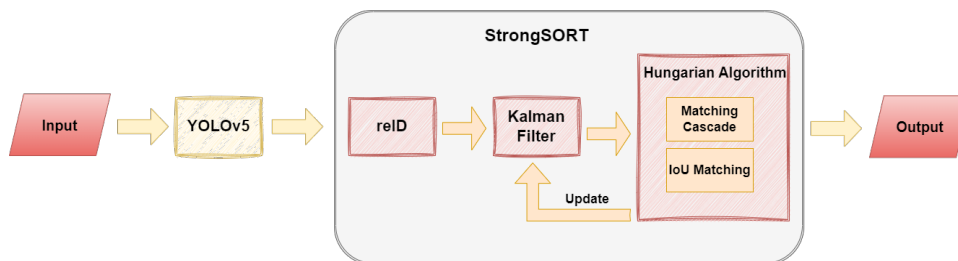 StrongSORT
Input
YOLOv5
reID
Kalman
Filter
Hungarian Algorithm
Matching
Cascade
IoU Matching
Update
Output